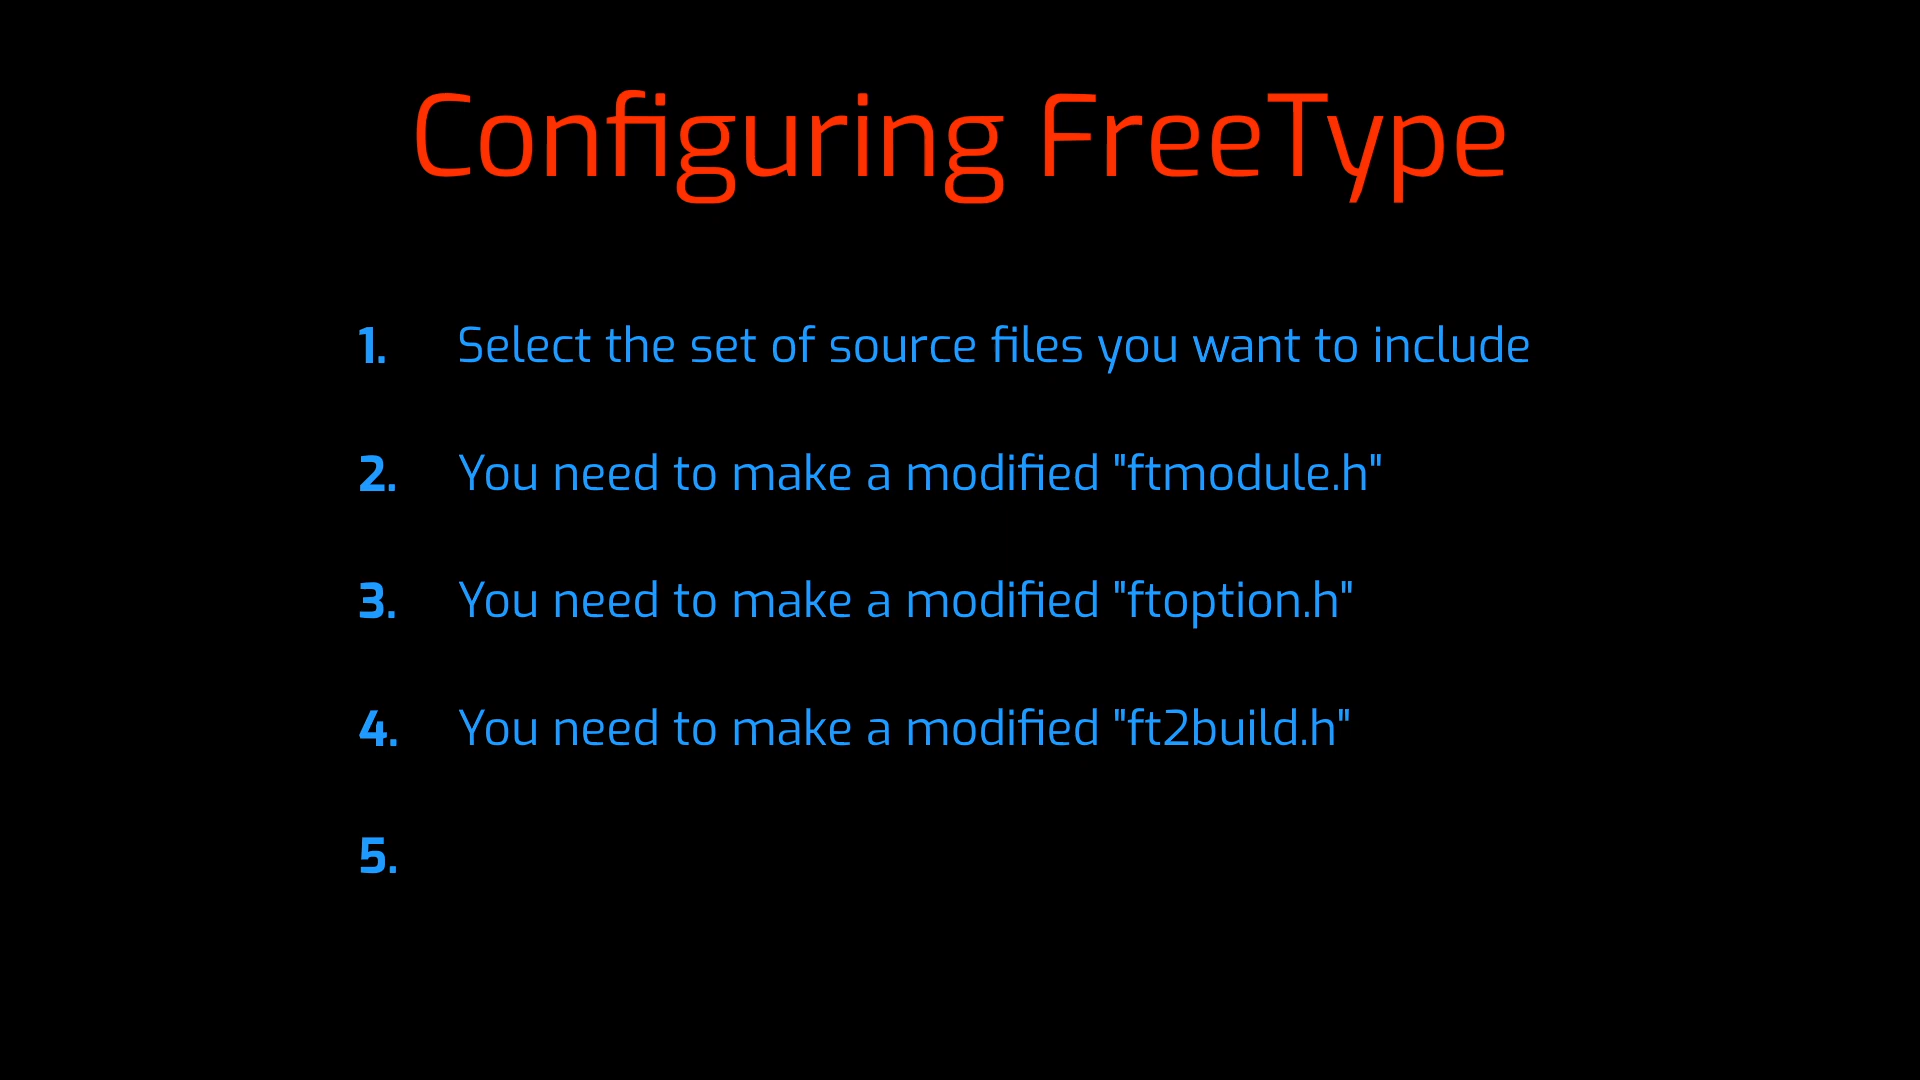 Configuring FreeType
1. Select the set of source files you want to include
2. You need to make a modified "ftmodule.h"
3. You need to make a modified "ftoption.h"
4. You need to make a modified "ft2build.h"
5.